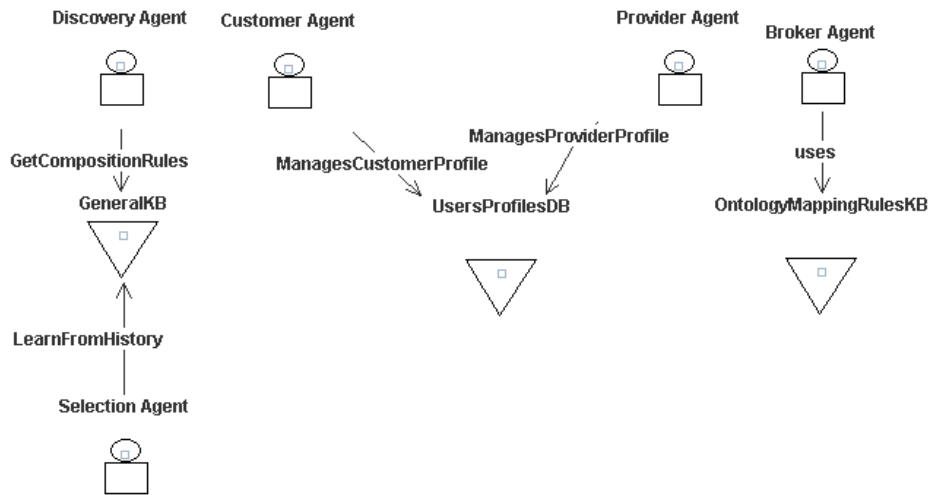 Discovery Agent
Customer Agent
Provider Agent
Broker Agent
GetCompositionRules
ManagesCustomerProfile
ManagesProviderProfile
uses
GeneralKB
UsersProfilesDB
OntologyMappingRulesKB
LearnFromHistory
Selection Agent